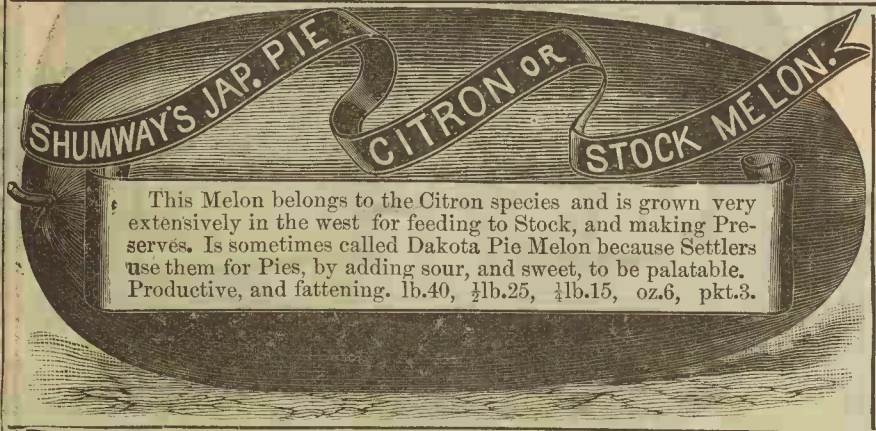 SHUMWAY'S JAP. PIE
CITRON OR
STOCK MELON.
This Melon belongs to the Citron species and is grown very
extensively in the west for feeding to Stock, and making Pre-
serves. Is sometimes called Dakota Pie Melon because Settlers
use them for Pies, by adding sour, and sweet, to be palatable.
Productive, and fattening. lb.40, ½lb.25, ¼lb.15, oz.6, pkt.3.